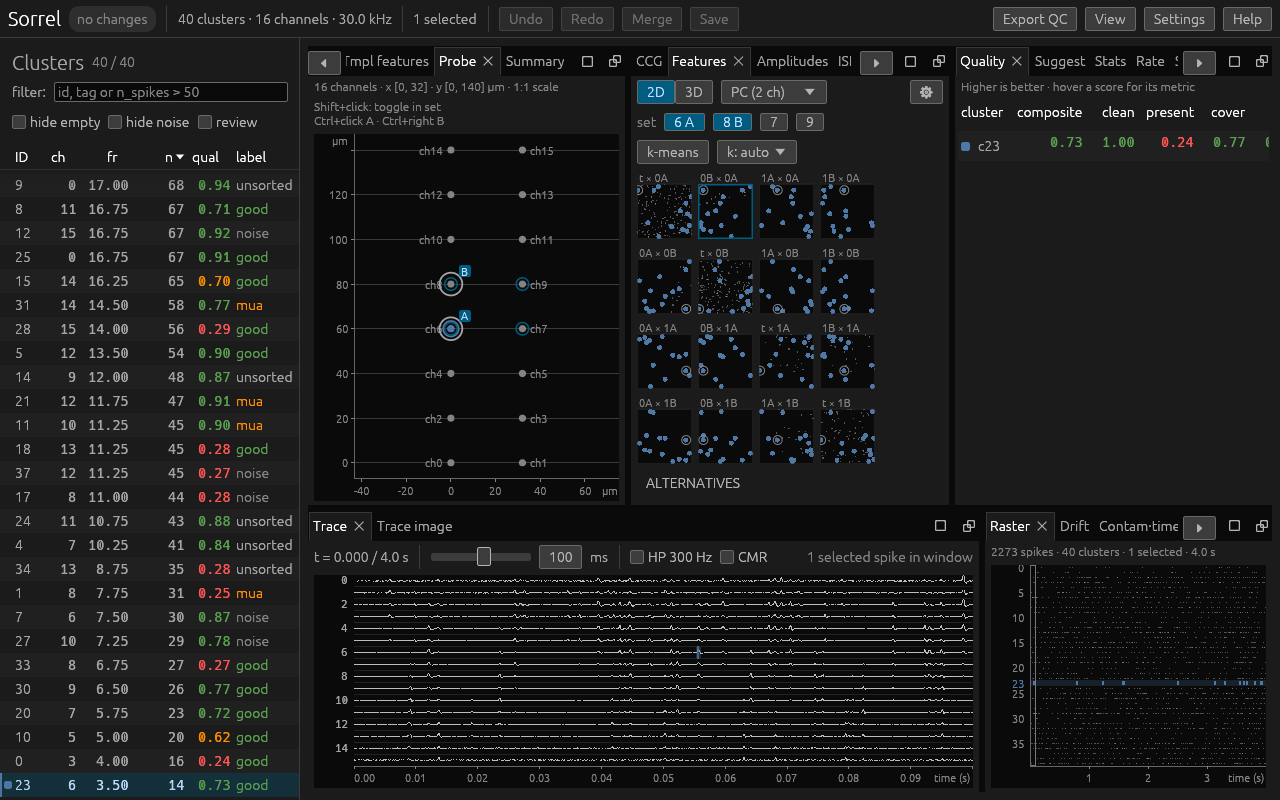 Sorrel no changes 40 clusters · 16 channels · 30.0 kHz 1 selected Undo Redo Merge Save Export QC View Settings Help
Clusters 40 / 40
filter: id, tag or n_spikes > 50
hide empty hide noise review
ID ch fr n qual label
9 0 17.00 68 0.94 unsorted
8 11 16.75 67 0.71 good
12 15 16.75 67 0.92 noise
25 0 16.75 67 0.91 good
15 14 16.25 65 0.70 good
31 14 14.50 58 0.77 mua
28 15 14.00 56 0.29 good
5 12 13.50 54 0.90 good
14 9 12.00 48 0.87 unsorted
21 12 11.75 47 0.91 mua
11 10 11.25 45 0.90 mua
18 13 11.25 45 0.28 good
37 12 11.25 45 0.27 noise
17 8 11.00 44 0.28 noise
24 11 10.75 43 0.88 unsorted
4 7 10.25 41 0.84 unsorted
34 13 8.75 35 0.28 unsorted
1 8 7.75 31 0.25 mua
7 6 7.50 30 0.87 noise
27 10 7.25 29 0.78 noise
33 8 6.75 27 0.27 good
30 9 6.50 26 0.77 good
20 7 5.75 23 0.72 good
10 5 5.00 20 0.62 good
0 3 4.00 16 0.24 good
23 6 3.50 14 0.73 good
Tmpl features Probe Summary
16 channels · x [0, 32] · y [0, 140] µm · 1:1 scale
Shift+click: toggle in set
Ctrl+click A · Ctrl+right B
µm
ch14 ch15
120 ch12 ch13
100 ch10 ch11
B
80 ch8 ch9
A
60 ch6 ch7
40 ch4 ch5
20 ch2 ch3
0 ch0 ch1
-40 -20 0 20 40 60 µm
CCG Features Amplitudes ISI
2D 3D PC (2 ch)
set 6 A 8 B 7 9
k-means k: auto
t × 0A 0B × 0A 1A × 0A 1B × 0A
0A × 0B t × 0B 1A × 0B 1B × 0B
0A × 1A 0B × 1A t × 1A 1B × 1A
0A × 1B 0B × 1B 1A × 1B t × 1B
ALTERNATIVES
Quality Suggest Stats Rate
Higher is better · hover a score for its metric
cluster composite clean present cover
c23 0.73 1.00 0.24 0.77
Trace Trace image
t = 0.000 / 4.0 s 100 ms HP 300 Hz CMR 1 selected spike in window
0
2
4
6
8
10
12
14
0.00 0.01 0.02 0.03 0.04 0.05 0.06 0.07 0.08 0.09 time (s)
Raster Drift Contam-time
2273 spikes · 40 clusters · 1 selected · 4.0 s
0
5
10
15
20
23
25
30
35
1 2 3 time (s)